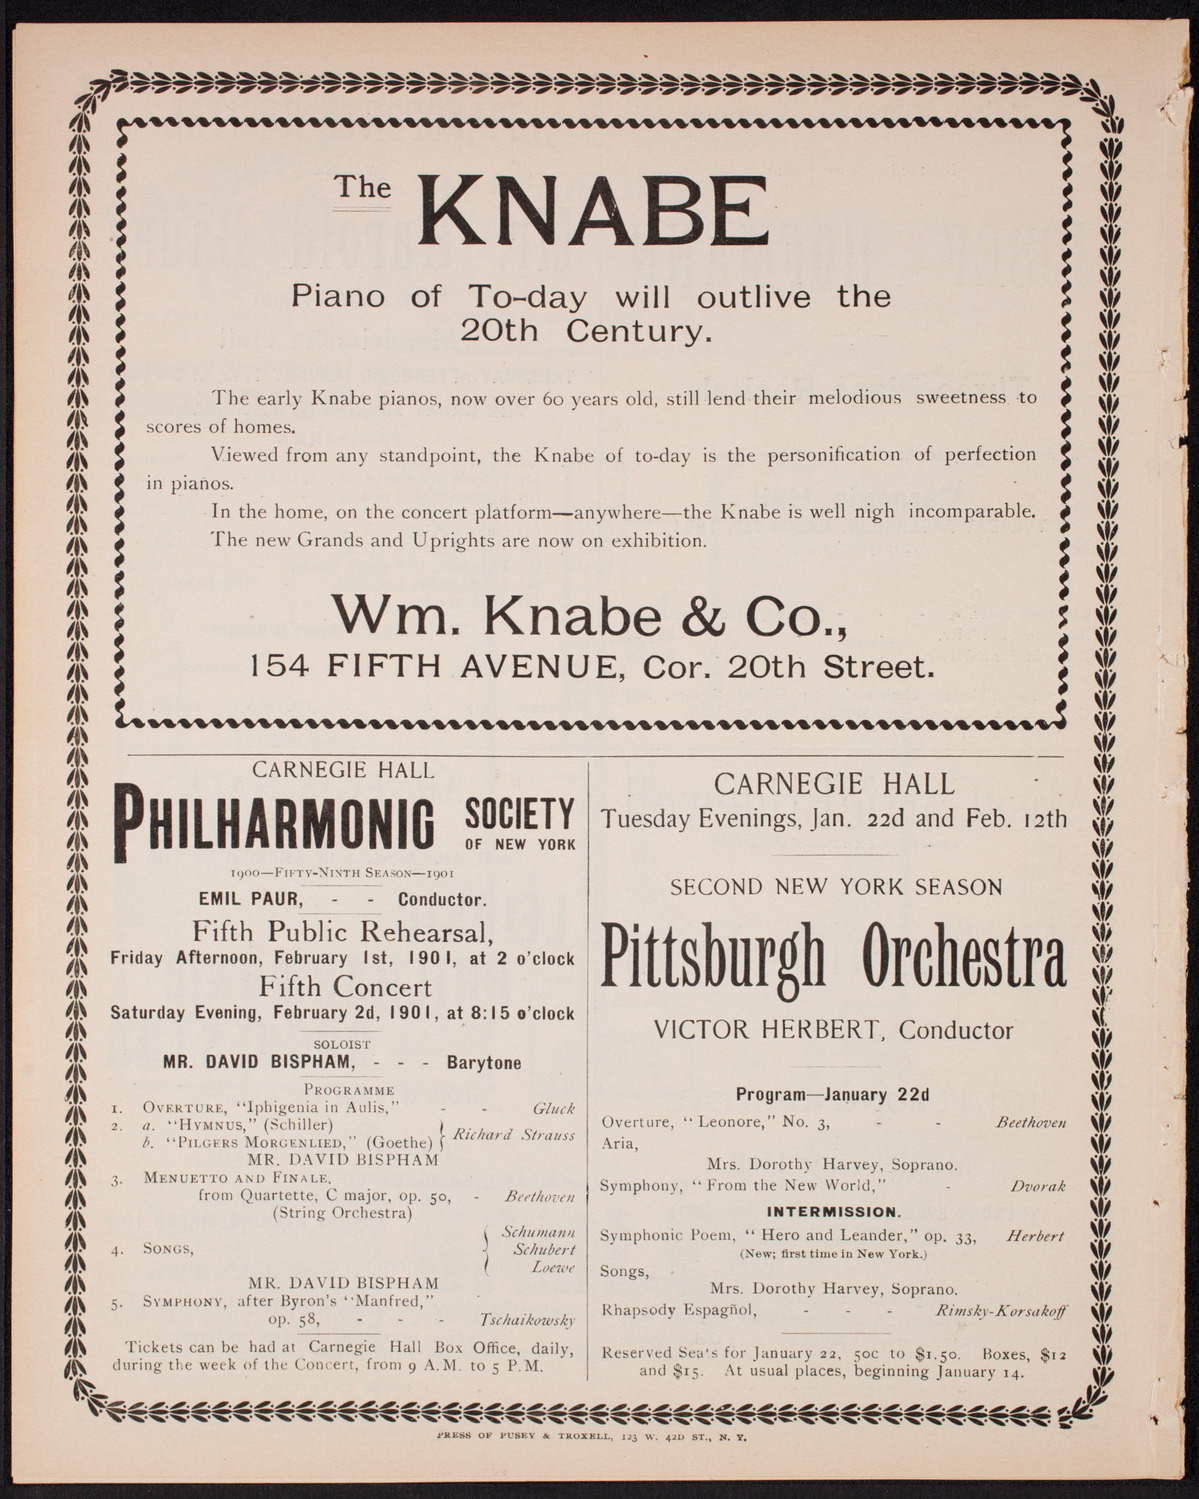 The KNABE
Piano of To-day will outlive the
20th Century.
The early Knabe pianos, now over 60 years old, still lend their melodious sweetness to
scores of homes.
Viewed from any standpoint, the Knabe of to-day is the personification of perfection
in pianos.
In the home, on the concert platform—anywhere—the Knabe is well nigh incomparable.
The new Grands and Uprights are now on exhibition.
Wm. Knabe & Co.,
154 FIFTH AVENUE, Cor. 20th Street.
CARNEGIE HALL
PHILHARMONIC SOCIETY
OF NEW YORK
1900—FIFTY-NINTH SEASON—1901
EMIL PAUR, - - Conductor.
Fifth Public Rehearsal,
Friday Afternoon, February 1st, 1901, at 2 o'clock
Fifth Concert
Saturday Evening, February 2d, 1901, at 8:15 o'clock
SOLOIST
MR. DAVID BISPHAM, - - - Barytone
PROGRAMME
1. OVERTURE, "Iphigenia in Aulis," - - Gluck
2. a. "HYMNUS," (Schiller)
b. "PILGERS MORGENLIED," (Goethe) } Richard Strauss
MR. DAVID BISPHAM
3. MENUETTO AND FINALE,
from Quartette, C major, op. 50, - Beethoven
(String Orchestra)
4. SONGS, { Schumann
Schubert
Loewe
MR. DAVID BISPHAM
5. SYMPHONY, after Byron's "Manfred,"
op. 58, - - - Tschaikowsky
Tickets can be had at Carnegie Hall Box Office, daily,
during the week of the Concert, from 9 A.M. to 5 P.M.
CARNEGIE HALL
Tuesday Evenings, Jan. 22d and Feb. 12th
SECOND NEW YORK SEASON
Pittsburgh Orchestra
VICTOR HERBERT, Conductor
Program—January 22d
Overture, "Leonore," No. 3, - - Beethoven
Aria,
Mrs. Dorothy Harvey, Soprano.
Symphony, "From the New World," - Dvorak
INTERMISSION.
Symphonic Poem, "Hero and Leander," op. 33, Herbert
(New; first time in New York.)
Songs,
Mrs. Dorothy Harvey, Soprano.
Rhapsody Espagñol, - - - Rimsky-Korsakoff
Reserved Sea's for January 22, 50c to $1.50. Boxes, $12
and $15. At usual places, beginning January 14.
PRESS OF PUSEY & TROXELL, 123 W. 42D ST., N. Y.